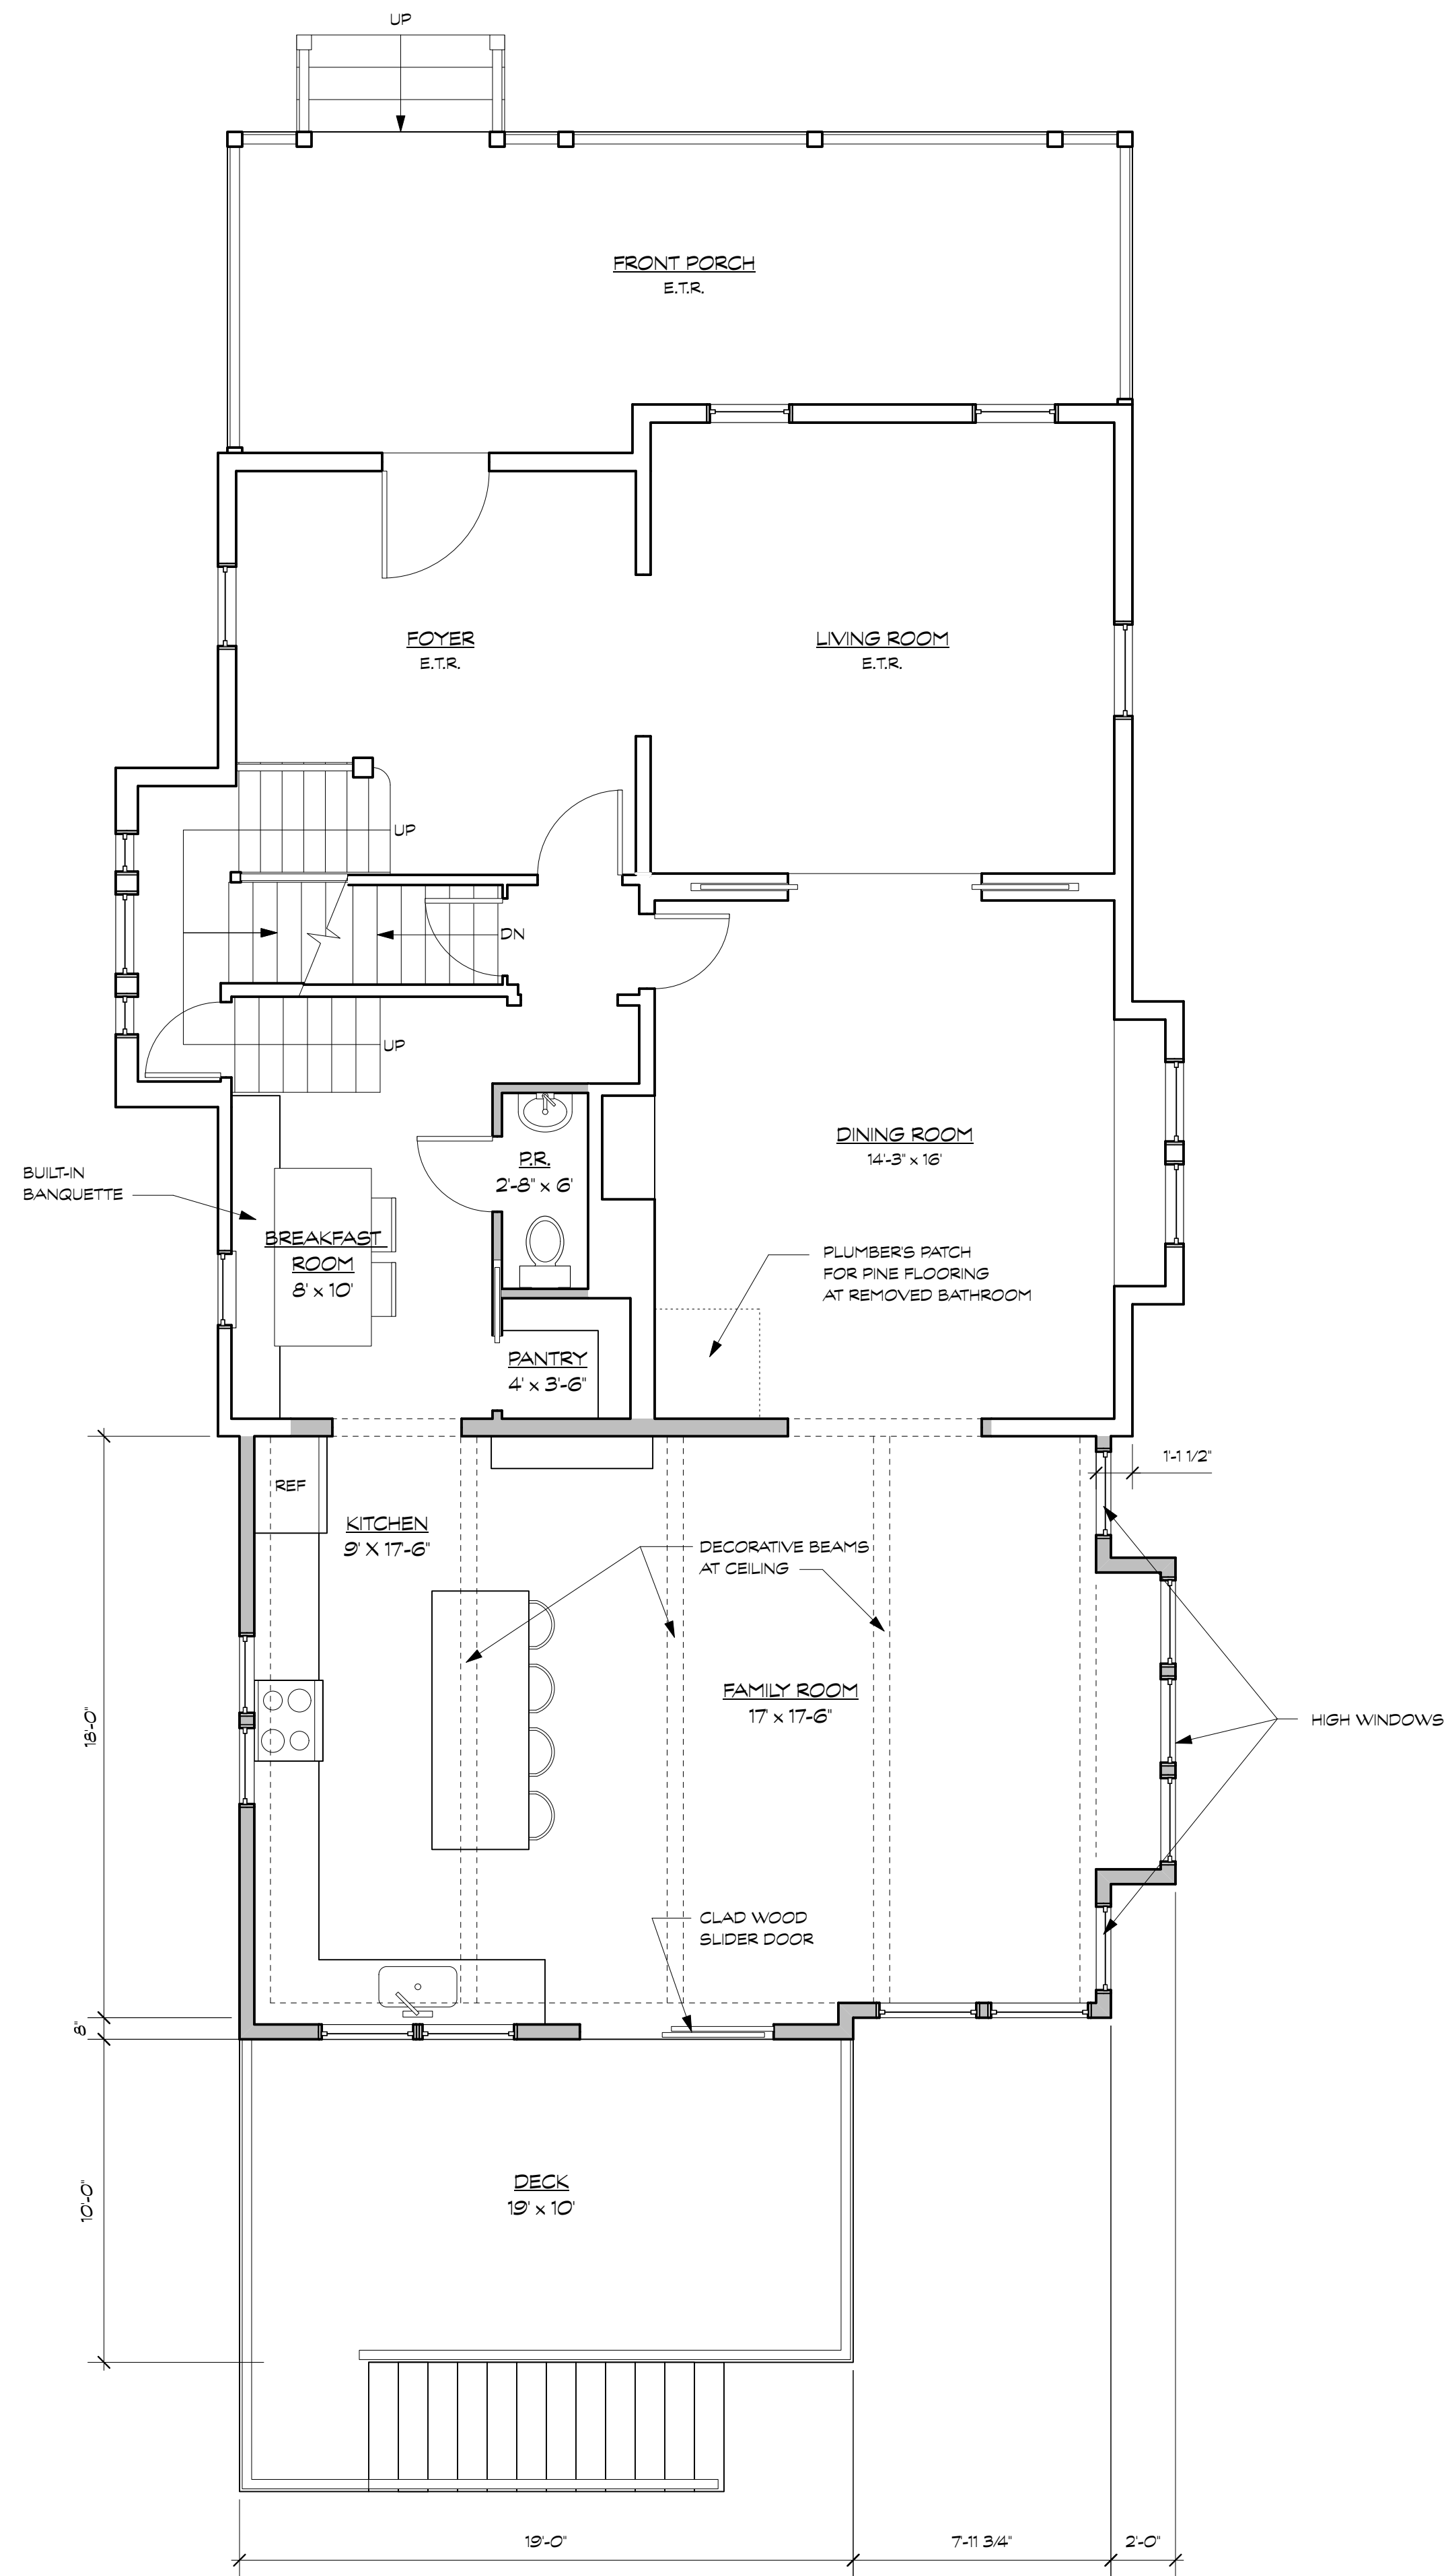 UP
FRONT PORCH
E.T.R.
FOYER
E.T.R.
LIVING ROOM
E.T.R.
UP
DN
UP
DINING ROOM
14'-3" x 16'
P.R.
2'-8" x 6'
BUILT-IN
BANQUETTE
BREAKFAST
ROOM
8' x 10'
PLUMBER'S PATCH
FOR PINE FLOORING
AT REMOVED BATHROOM
PANTRY
4' x 3'-6"
1'-1 1/2"
REF
KITCHEN
9' X 17'-6"
DECORATIVE BEAMS
AT CEILING
FAMILY ROOM
17' x 17'-6"
HIGH WINDOWS
18'-0"
CLAD WOOD
SLIDER DOOR
8"
DECK
19' x 10'
10'-0"
19'-0"
7'-11 3/4"
2'-0"